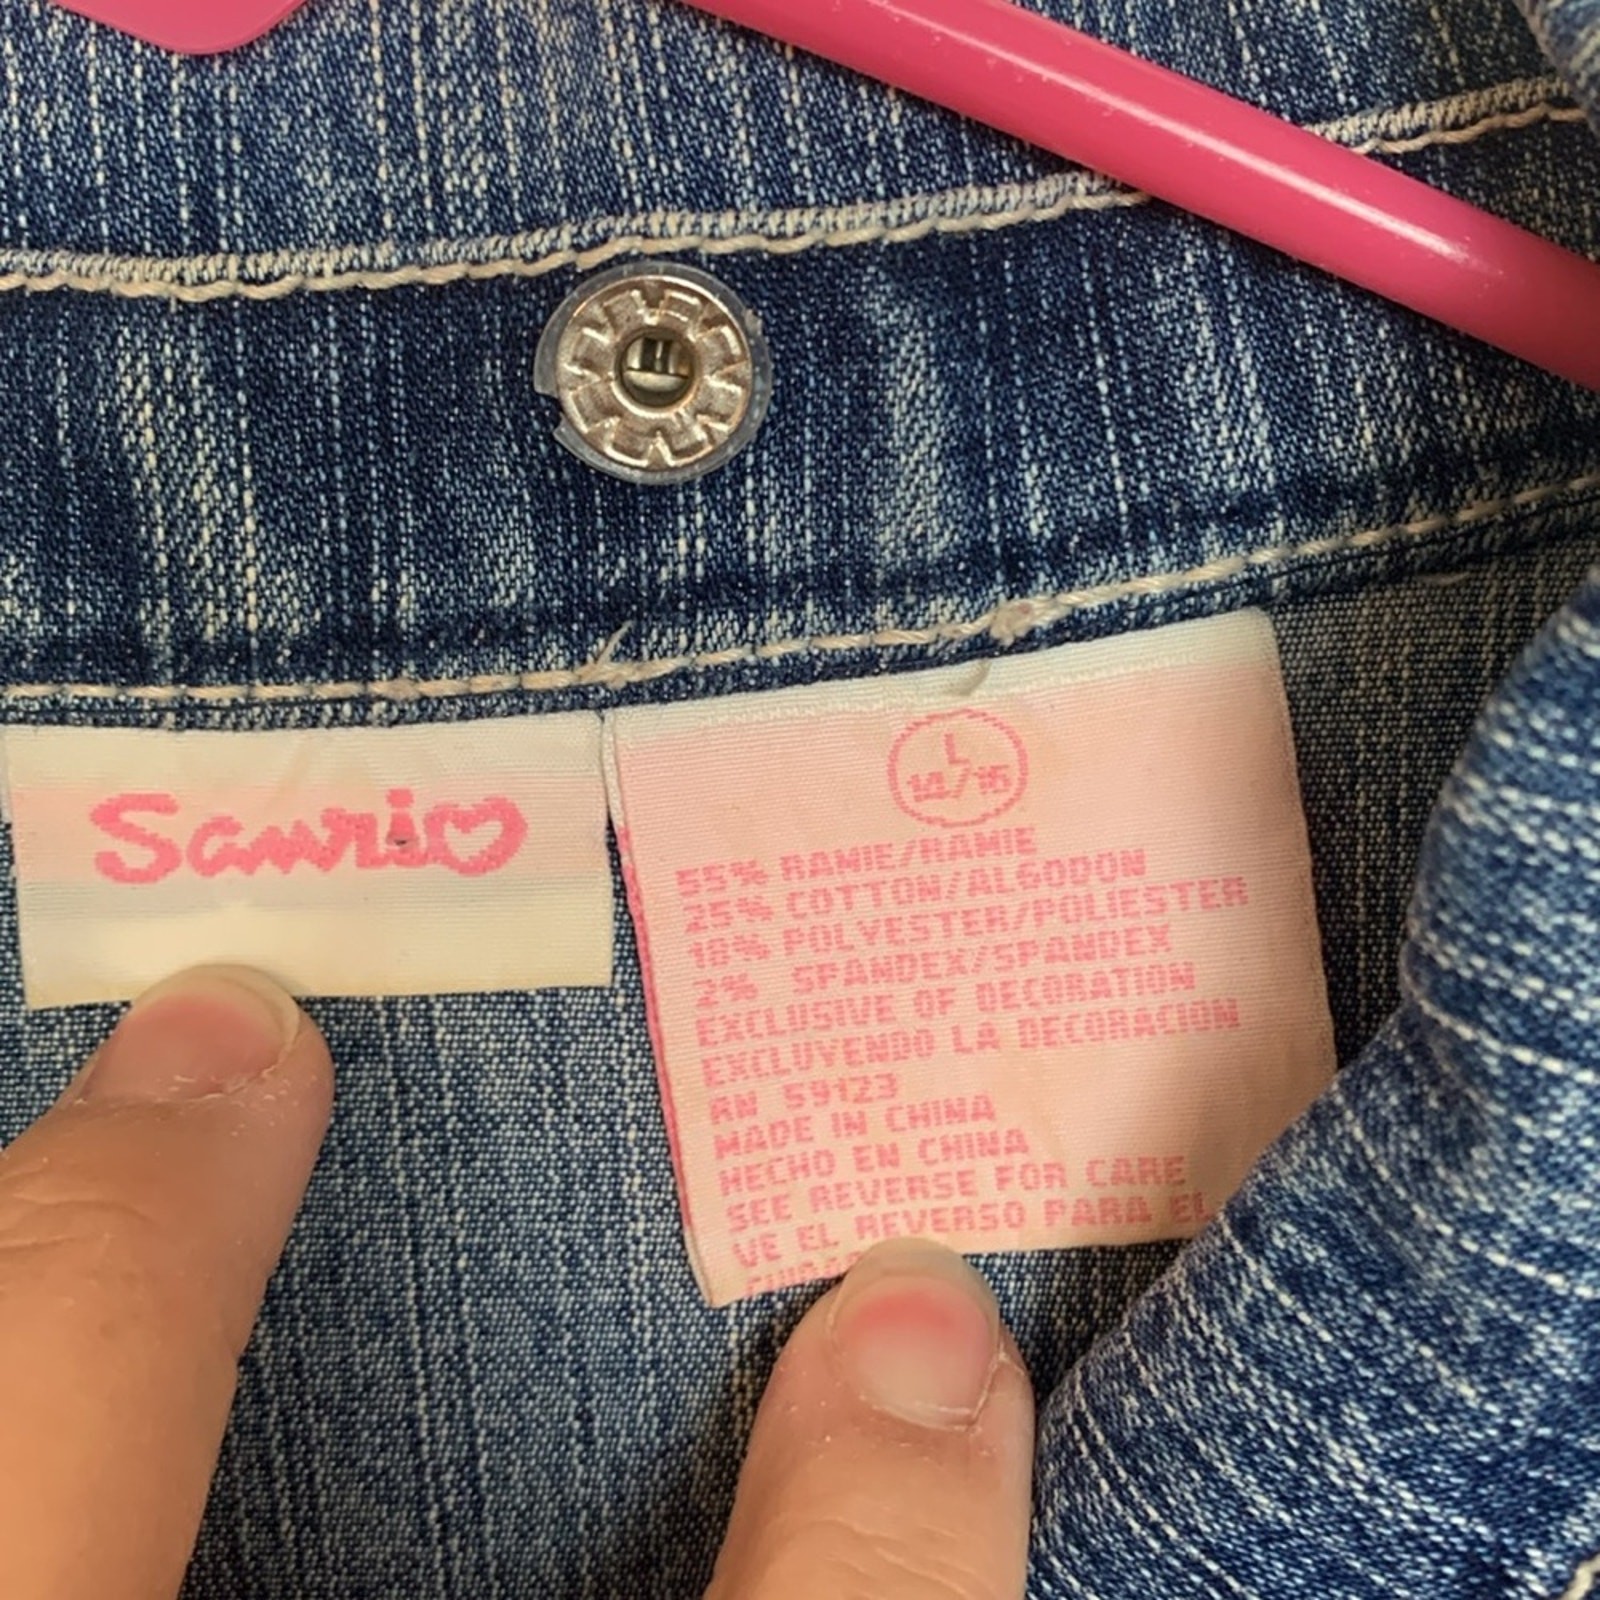 Sanrio
L
14/16
55% RAMIE/RAMIE
25% COTTON/ALGODON
18% POLYESTER/POLIESTER
2% SPANDEX/SPANDEX
EXCLUSIVE OF DECORATION
EXCLUYENDO LA DECORACION
RN 59123
MADE IN CHINA
HECHO EN CHINA
SEE REVERSE FOR CARE
VE EL REVERSO PARA EL